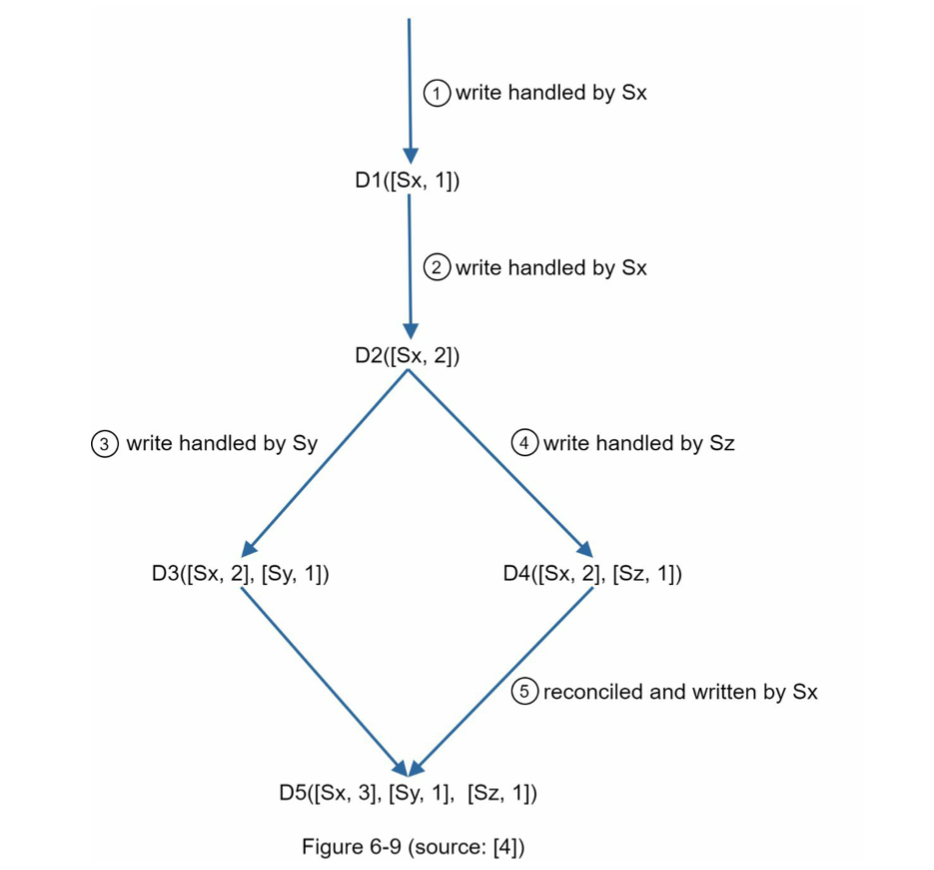 ① write handled by Sx
D1([Sx, 1])
② write handled by Sx
D2([Sx, 2])
③ write handled by Sy
④ write handled by Sz
D3([Sx, 2], [Sy, 1])
D4([Sx, 2], [Sz, 1])
⑤ reconciled and written by Sx
D5([Sx, 3], [Sy, 1], [Sz, 1])
Figure 6-9 (source: [4])